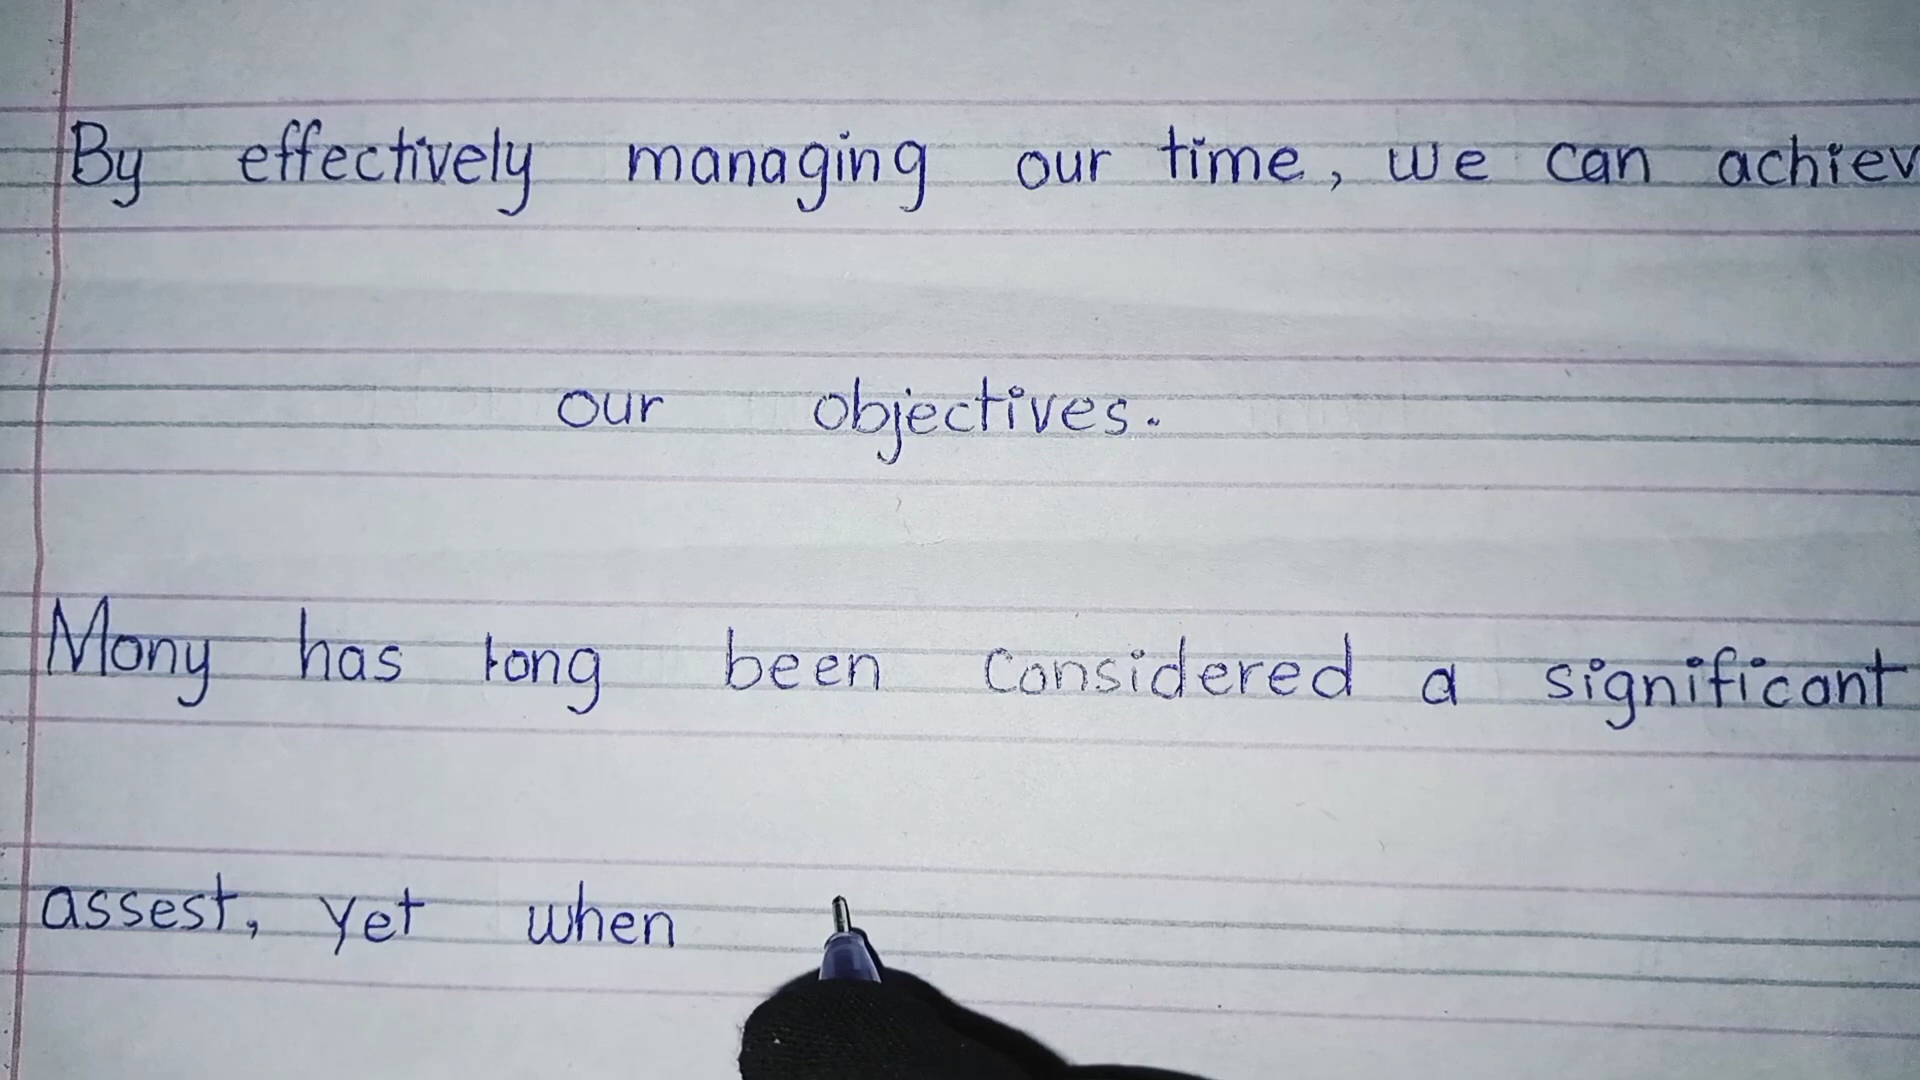 By effectively managing our time, we can achiev
our objectives.
Mony has long been considered a significant
assest, yet when